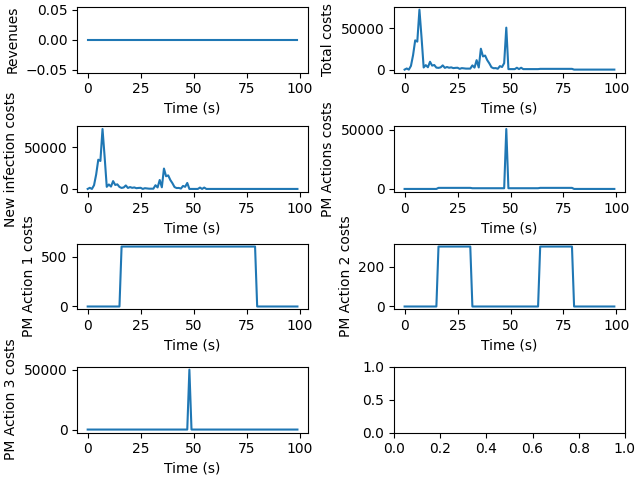 Revenues
0.05
0.00
−0.05
0 25 50 75 100
Time (s)
Total costs
50000
0
0 25 50 75 100
Time (s)
New infection costs
50000
0
0 25 50 75 100
Time (s)
PM Actions costs
50000
0
0 25 50 75 100
Time (s)
PM Action 1 costs
500
0
0 25 50 75 100
Time (s)
PM Action 2 costs
200
0
0 25 50 75 100
Time (s)
PM Action 3 costs
50000
0
0 25 50 75 100
Time (s)
1.0
0.5
0.0
0.0 0.2 0.4 0.6 0.8 1.0